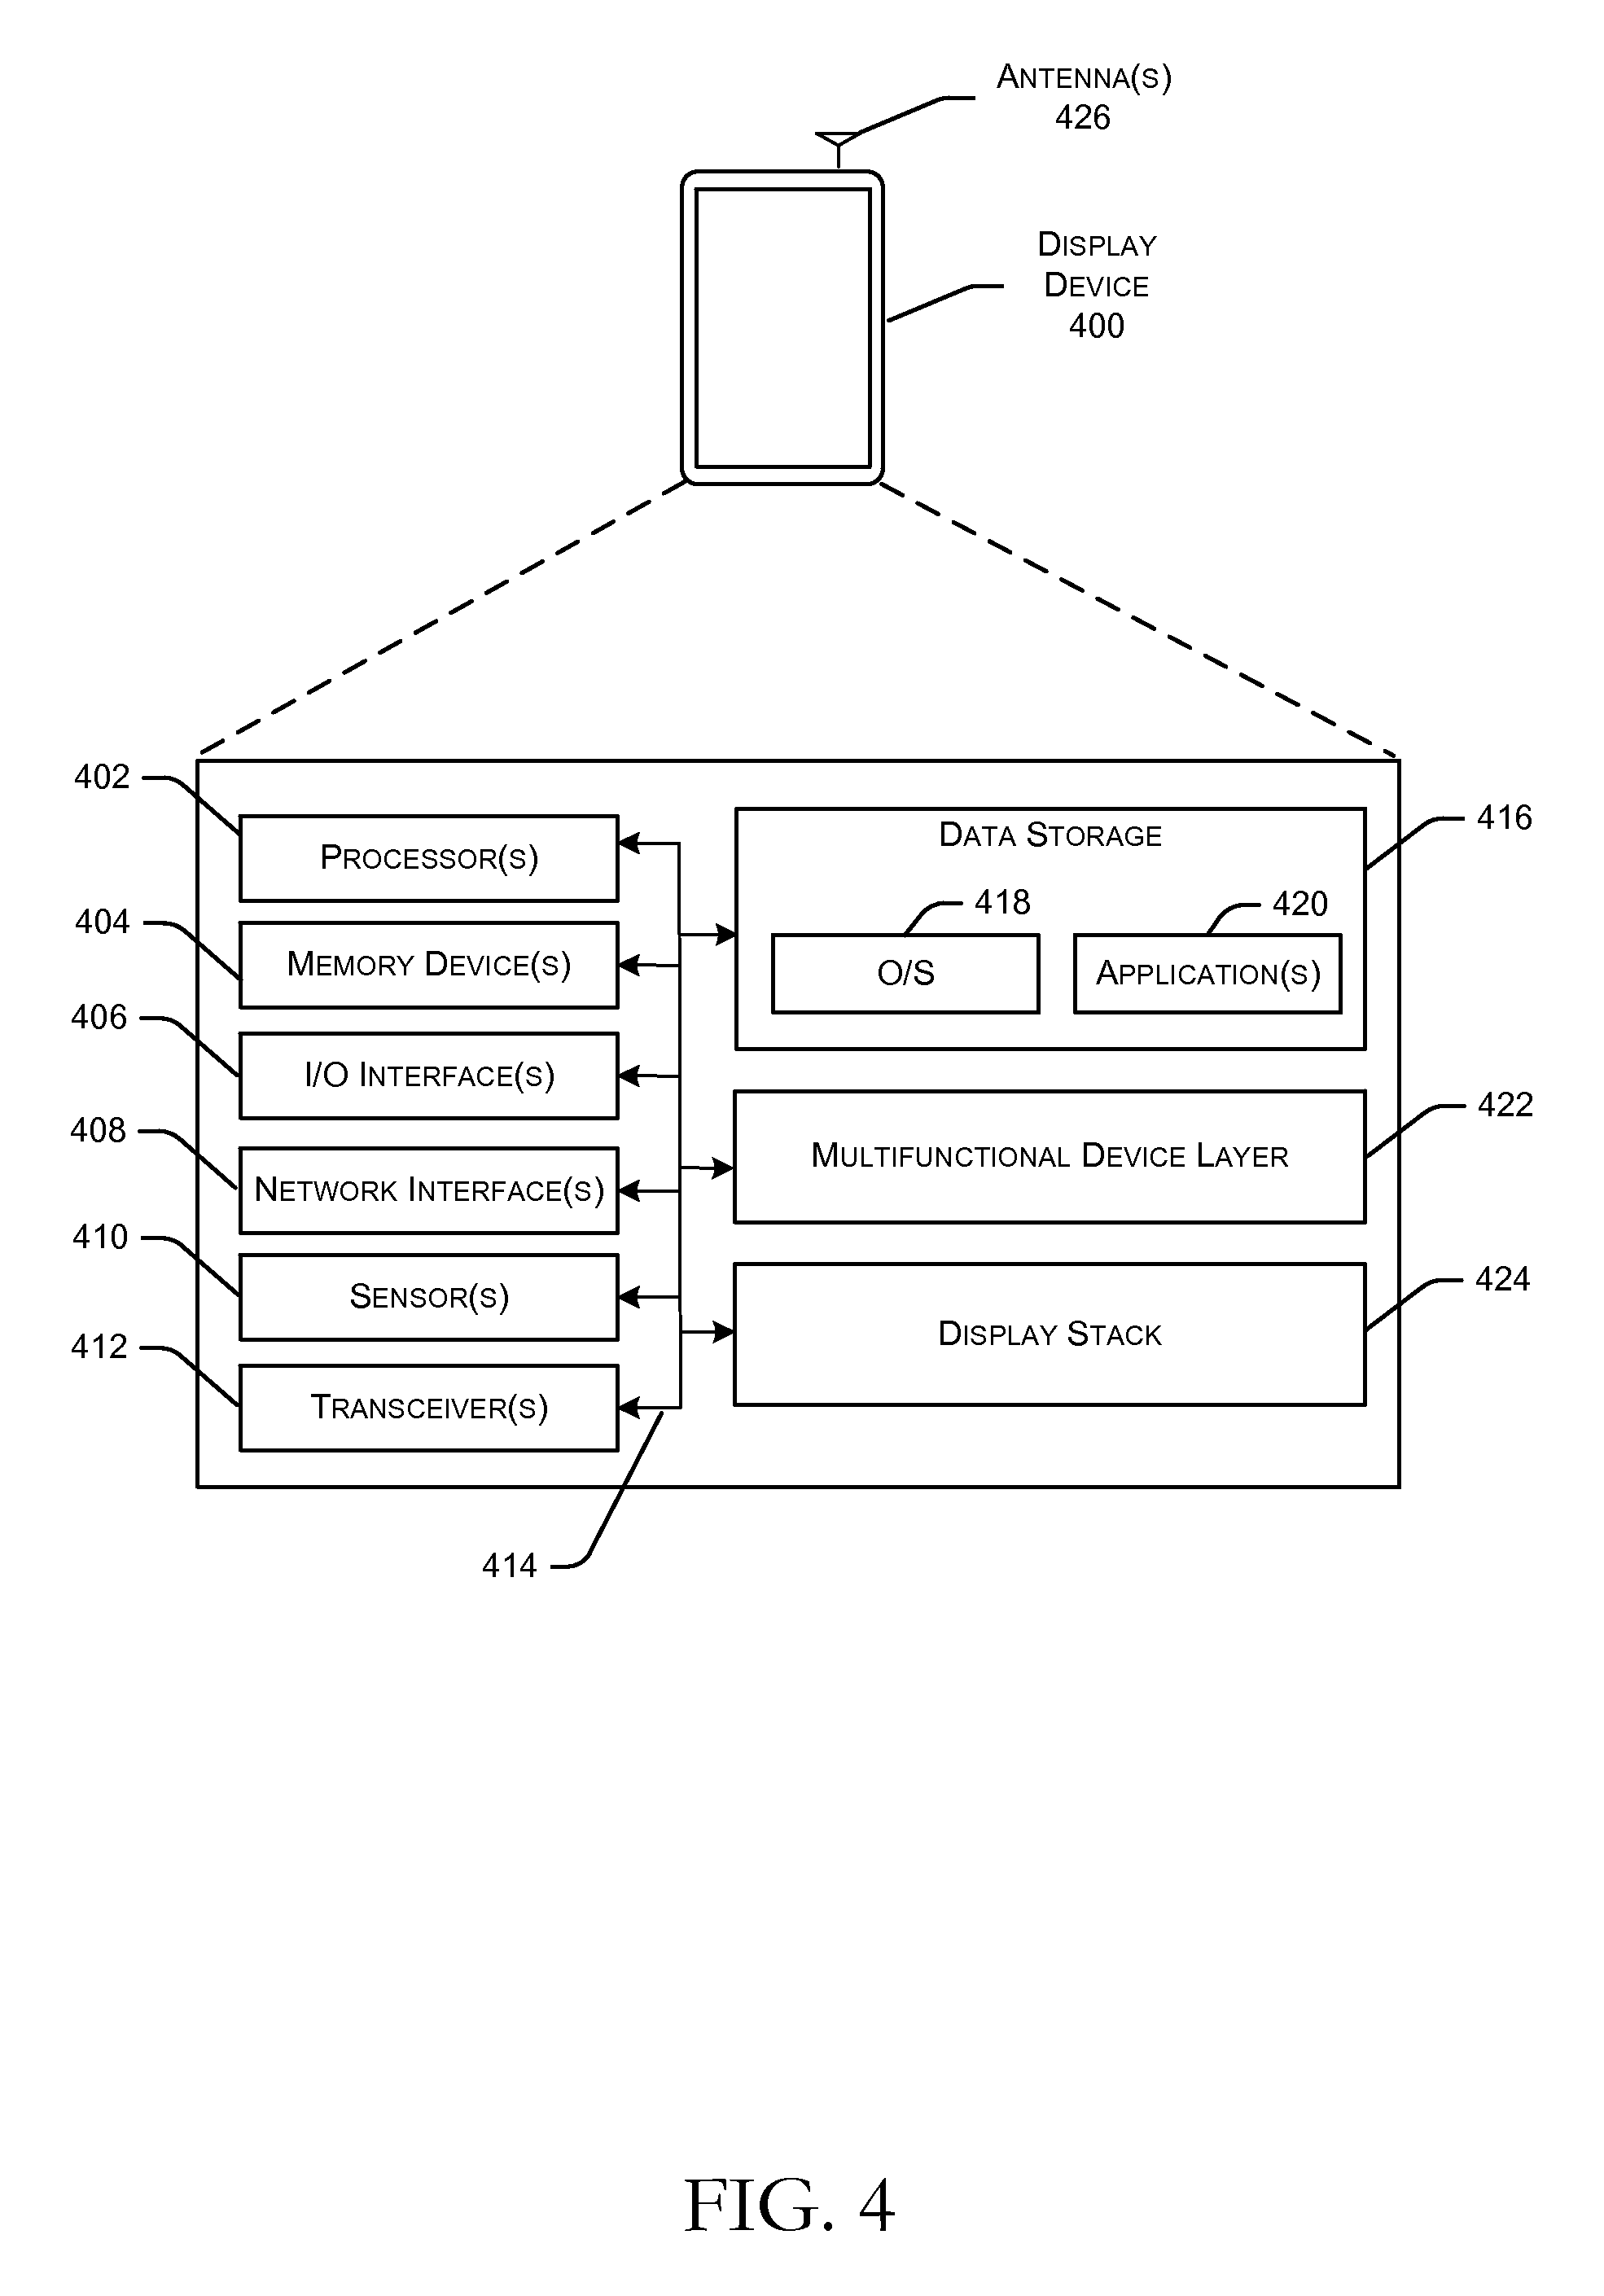 ANTENNA(S)
426
DISPLAY
DEVICE
400
402
PROCESSOR(S)
DATA STORAGE
416
404
MEMORY DEVICE(S)
418
420
O/S
APPLICATION(S)
406
I/O INTERFACE(S)
408
NETWORK INTERFACE(S)
MULTIFUNCTIONAL DEVICE LAYER
422
410
SENSOR(S)
DISPLAY STACK
424
412
TRANSCEIVER(S)
414
FIG. 4